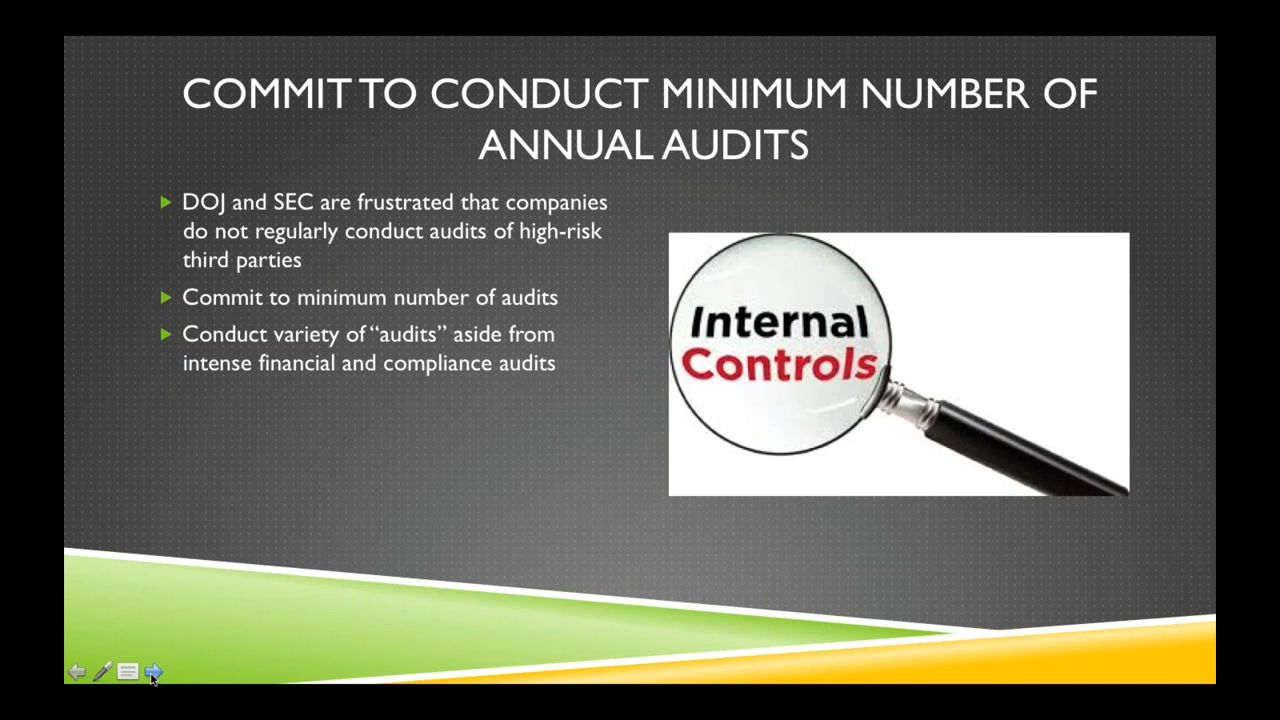 COMMIT TO CONDUCT MINIMUM NUMBER OF
ANNUAL AUDITS
DOJ and SEC are frustrated that companies
do not regularly conduct audits of high-risk
third parties
Commit to minimum number of audits
Conduct variety of “audits” aside from
intense financial and compliance audits
Internal
Controls